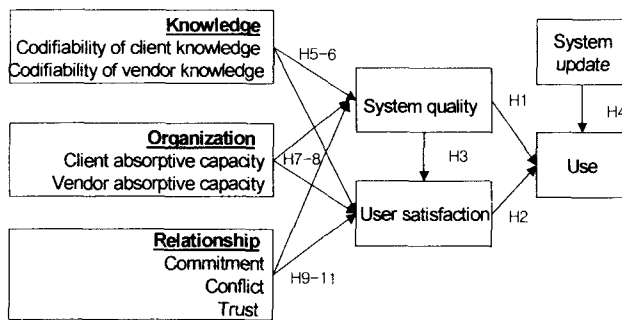 Knowledge
Codifiability of client knowledge
Codifiability of vendor knowledge
H5-6
Organization
Client absorptive capacity
Vendor absorptive capacity
H7-8
Relationship
Commitment
Conflict
Trust
H9-11
System quality
H3
User satisfaction
H1
H2
System
update
H4
Use